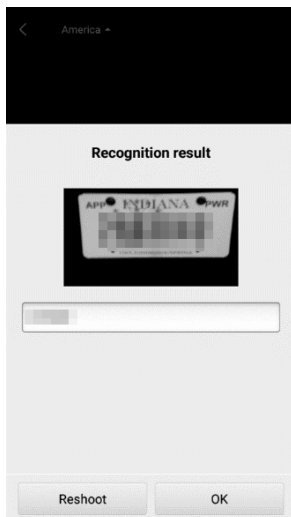 America
Recognition result
APP INDIANA PWR
Reshoot
OK